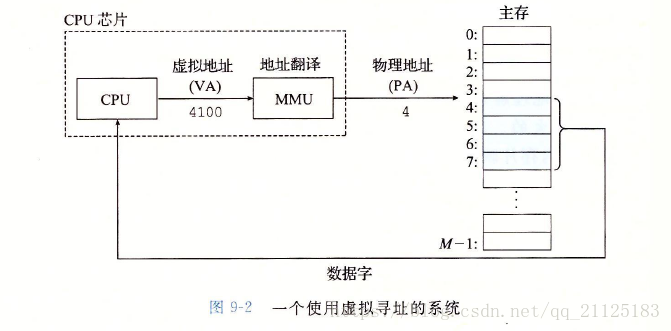 CPU 芯片
主存
虚拟地址
(VA)
地址翻译
物理地址
(PA)
CPU
4100
MMU
4
0:
1:
2:
3:
4:
5:
6:
7:
M-1:
数据字
图 9-2 一个使用虚拟寻址的系统
csdn.net/qq_21125183